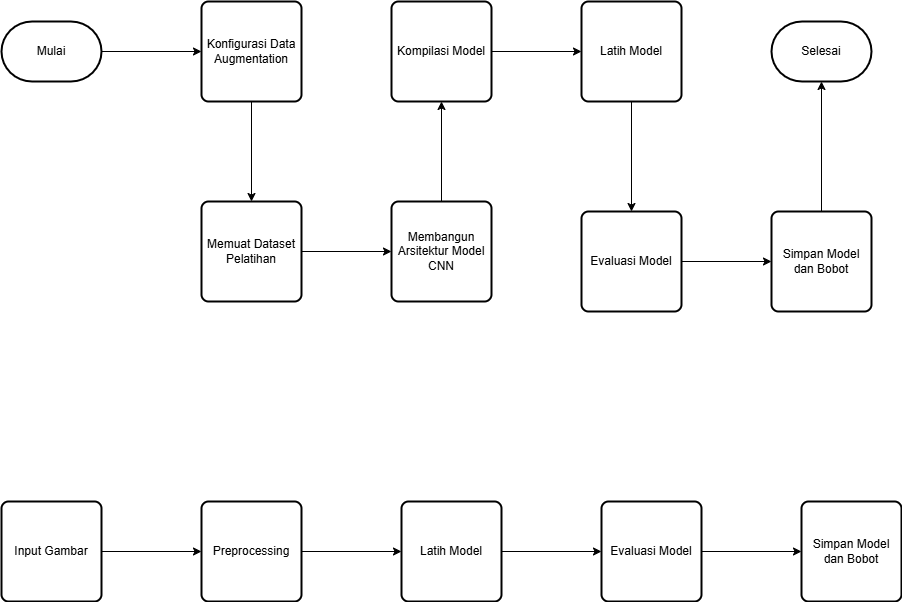 Mulai
Konfigurasi Data
Augmentation
Kompilasi Model
Latih Model
Selesai
Memuat Dataset
Pelatihan
Membangun
Arsitektur Model
CNN
Evaluasi Model
Simpan Model
dan Bobot
Input Gambar
Preprocessing
Latih Model
Evaluasi Model
Simpan Model
dan Bobot